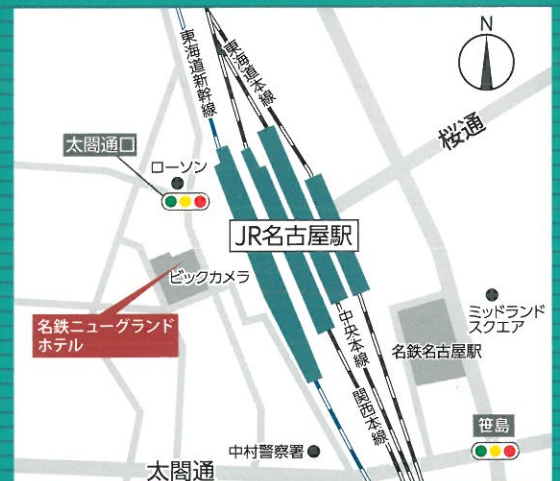 N
東海道新幹線
東海道本線
桜通
太閤通口
ローソン
JR名古屋駅
ビックカメラ
名鉄ニューグランド
ホテル
ミッドランド
スクエア
名鉄名古屋駅
中央本線
関西本線
笹島
中村警察署
太閤通